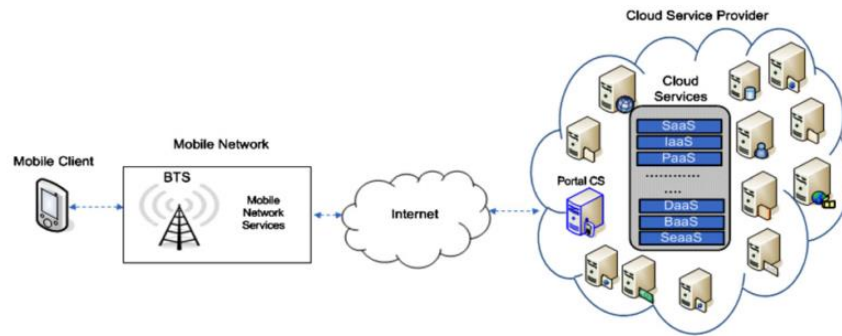 Cloud Service Provider
Cloud
Services
SaaS
IaaS
PaaS
............
....
DaaS
BaaS
SeaaS
Portal CS
Mobile Client
Mobile Network
BTS
Mobile
Network
Services
Internet